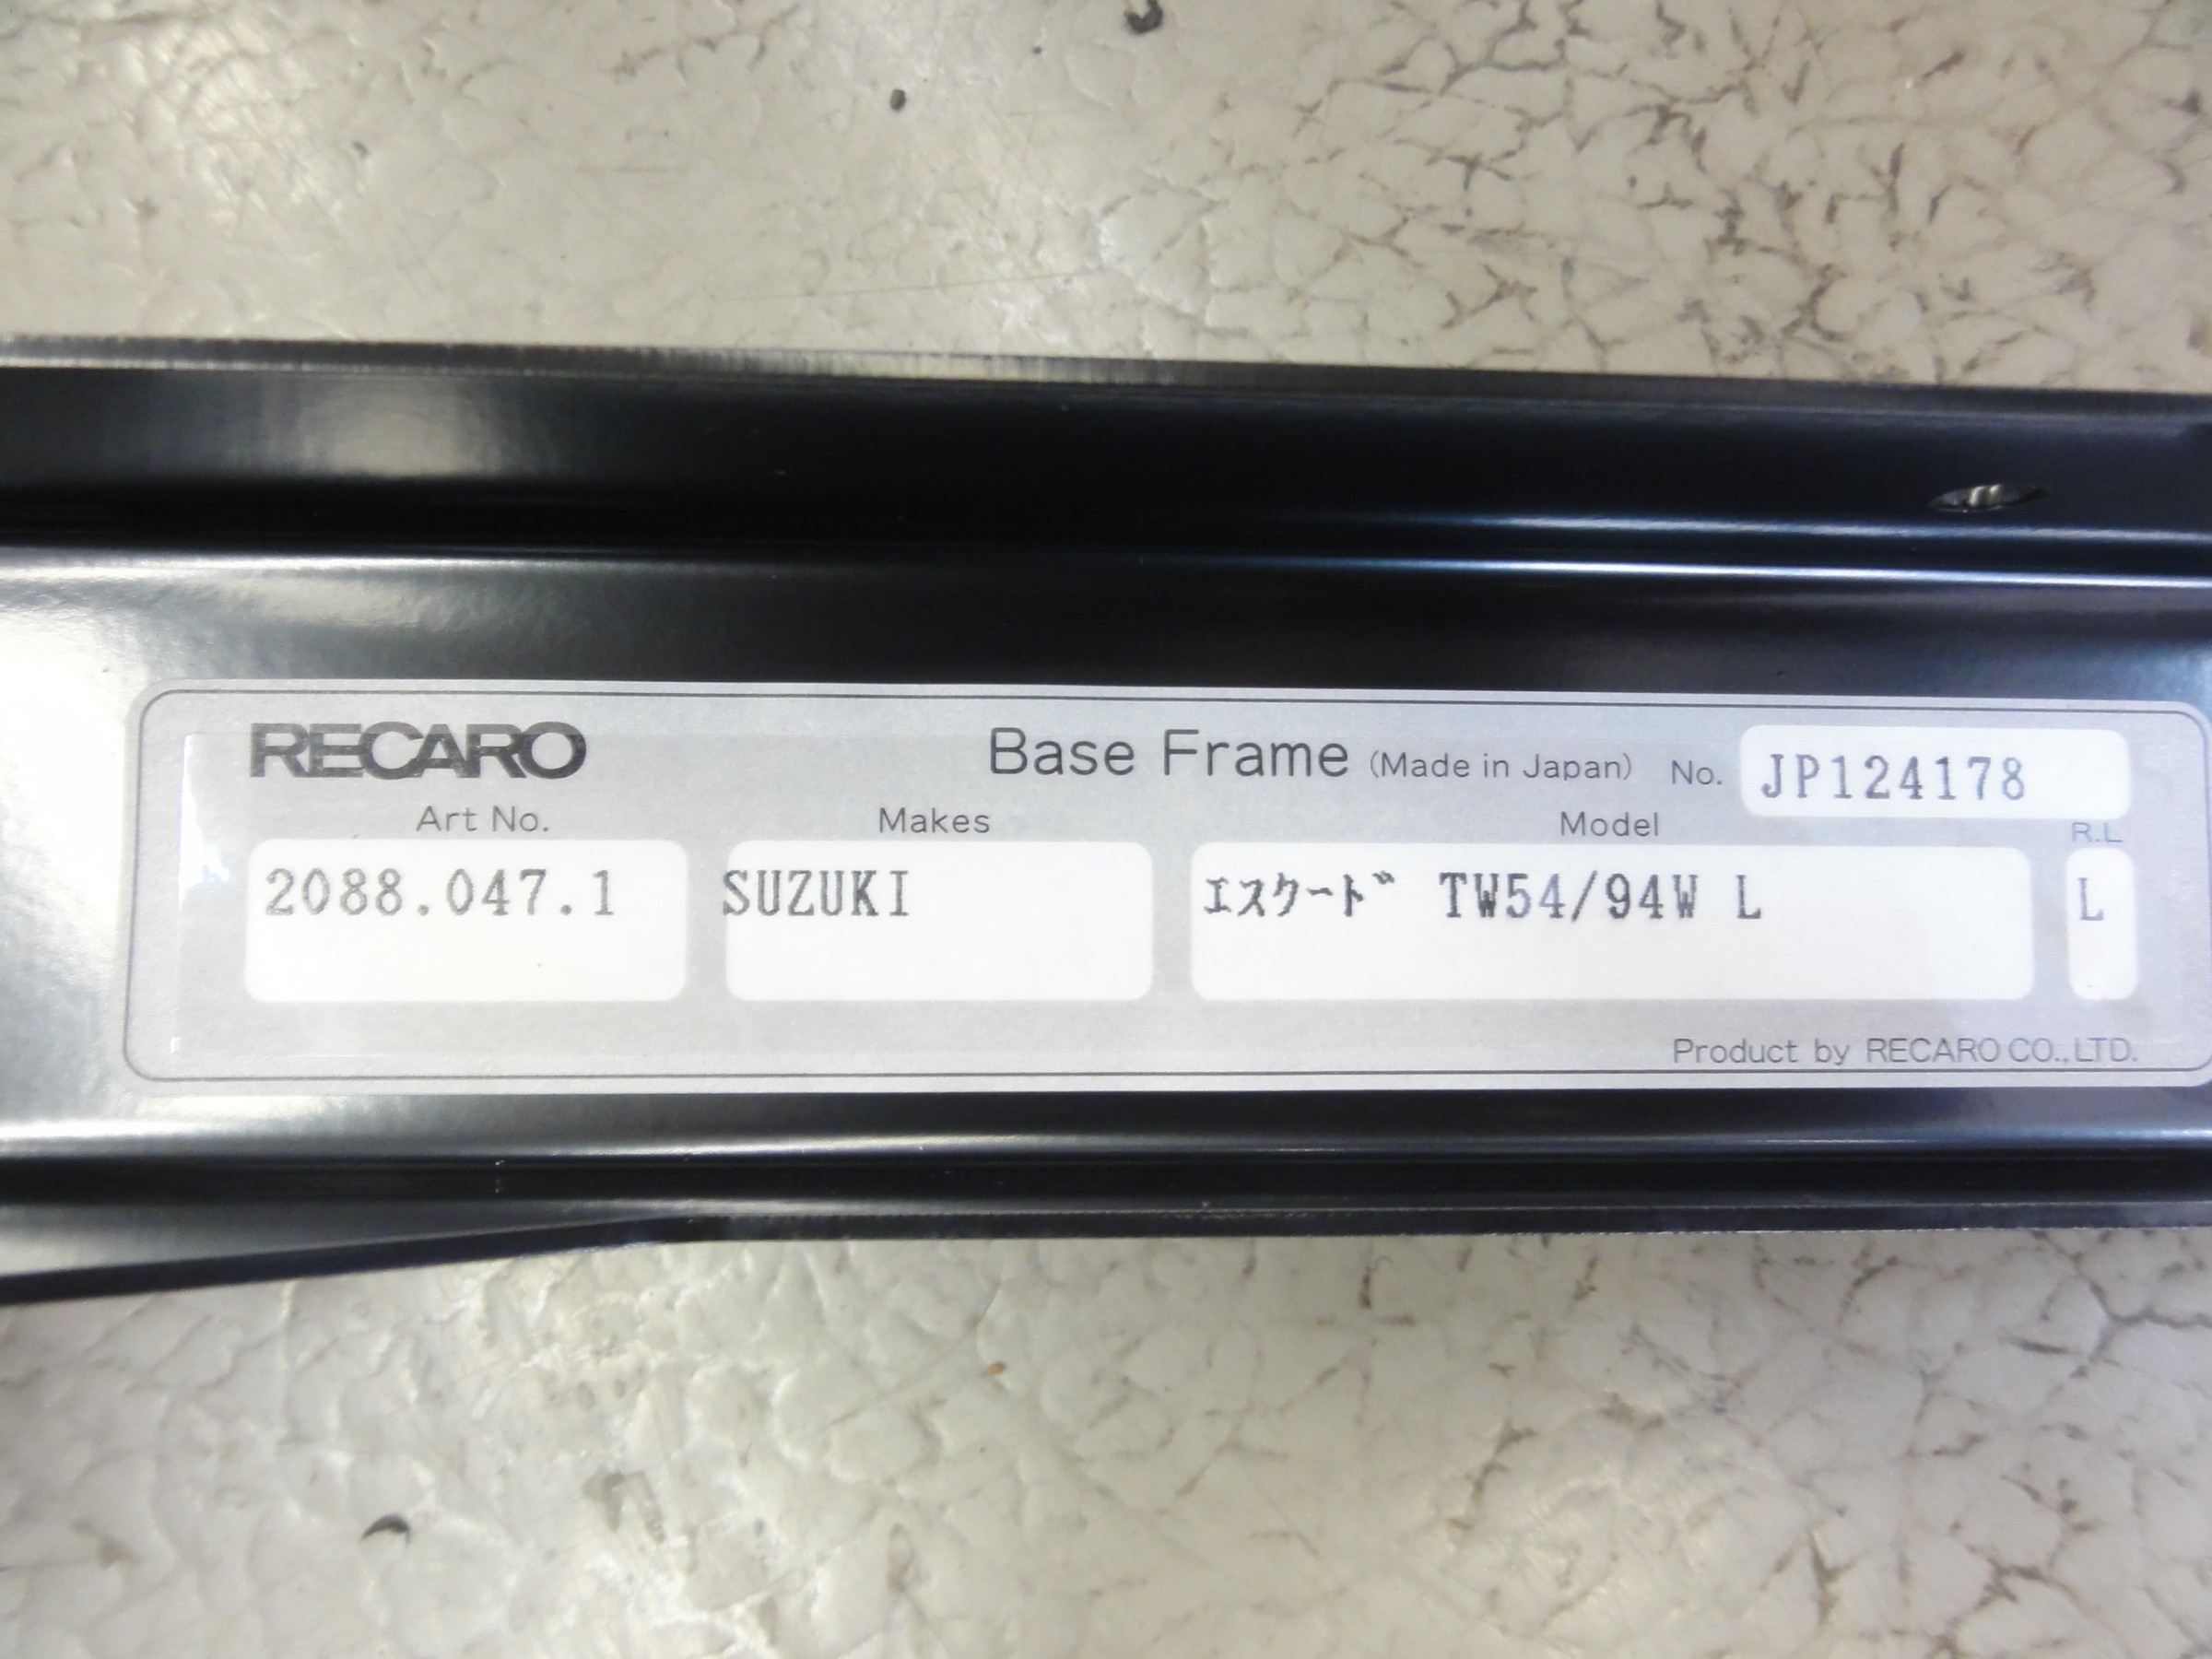 RECARO
Base Frame (Made in Japan) No. JP124178
Art No. Makes Model R.L
2088.047.1 SUZUKI ｴｽｸｰﾄﾞ TW54/94W L L
Product by RECARO CO.,LTD.